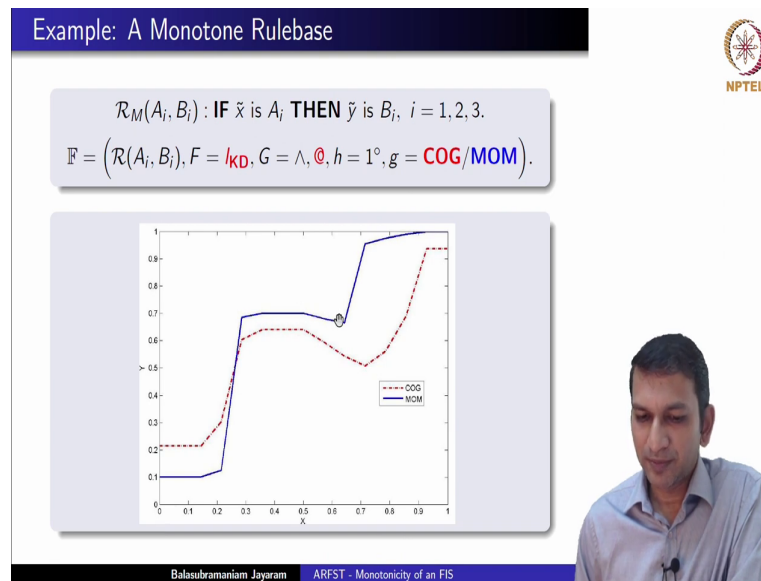 Example: A Monotone Rulebase
NPTEL
ℛ_M(A_i, B_i) : IF x̃ is A_i THEN ỹ is B_i, i = 1, 2, 3.
𝔽 = (ℛ(A_i, B_i), F = I_KD, G = ∧, @, h = 1°, g = COG/MOM).
1
0.9
0.8
0.7
0.6
0.5
0.4
0.3
0.2
0.1
0
Y
COG
MOM
0 0.1 0.2 0.3 0.4 0.5 0.6 0.7 0.8 0.9 1
X
Balasubramaniam Jayaram ARFST - Monotonicity of an FIS